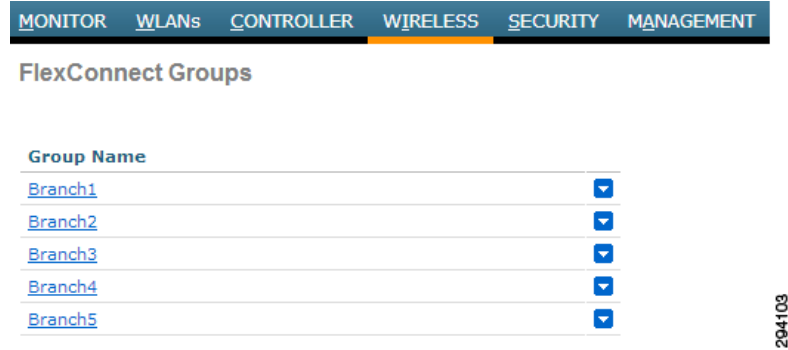 MONITOR WLANs CONTROLLER WIRELESS SECURITY MANAGEMENT
FlexConnect Groups
Group Name
Branch1
Branch2
Branch3
Branch4
Branch5
294103